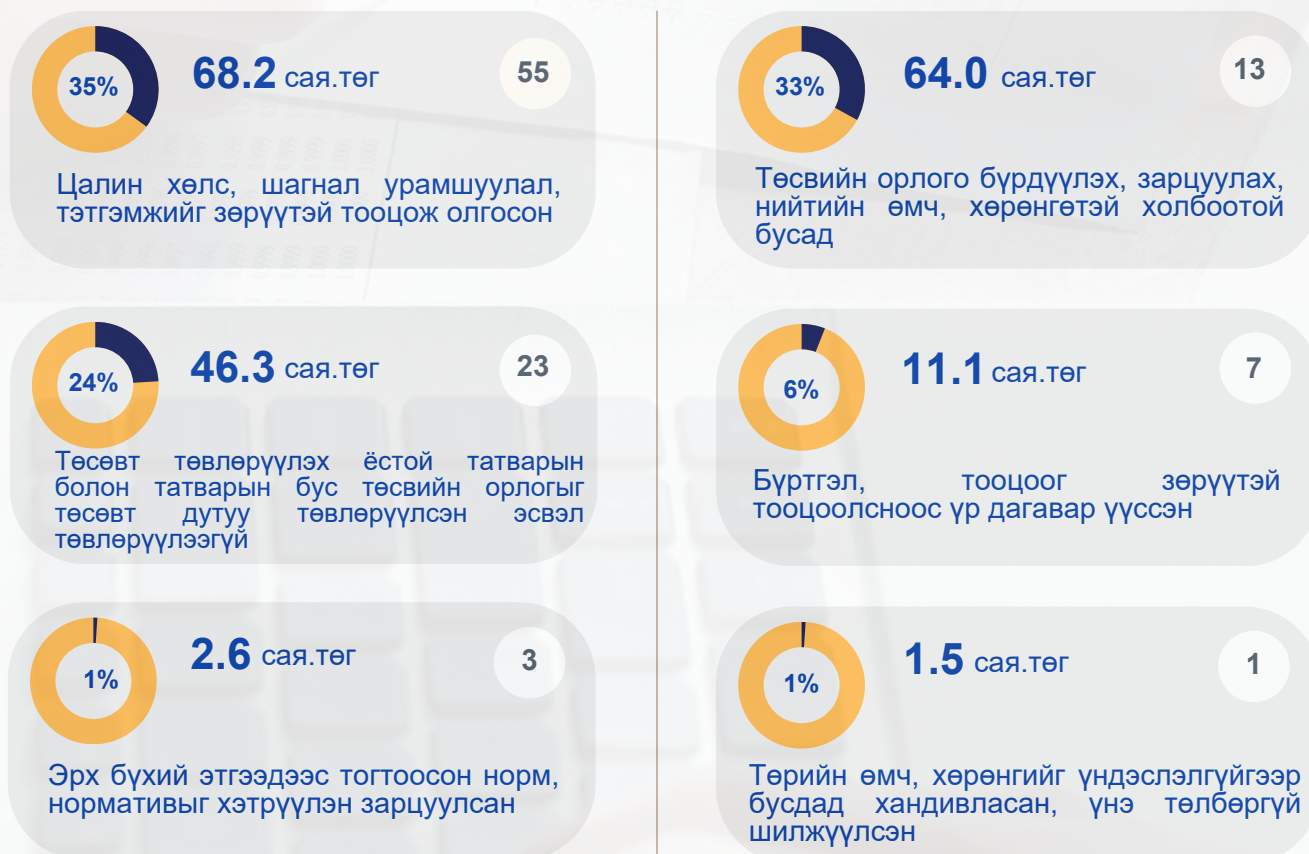 35%
68.2 сая.төг
55
Цалин хөлс, шагнал урамшуулал,
тэтгэмжийг зөрүүтэй тооцож олгосон
33%
64.0 сая.төг
13
Төсвийн орлого бүрдүүлэх, зарцуулах,
нийтийн өмч, хөрөнгөтэй холбоотой
бусад
24%
46.3 сая.төг
23
Төсөвт төвлөрүүлэх ёстой татварын
болон татварын бус төсвийн орлогыг
төсөвт дутуу төвлөрүүлсэн эсвэл
төвлөрүүлээгүй
6%
11.1 сая.төг
7
Бүртгэл, тооцоог зөрүүтэй
тооцоолсноос үр дагавар үүссэн
1%
2.6 сая.төг
3
Эрх бүхий этгээдээс тогтоосон норм,
нормативыг хэтрүүлэн зарцуулсан
1%
1.5 сая.төг
1
Төрийн өмч, хөрөнгийг үндэслэлгүйгээр
бусдад хандивласан, үнэ төлбөргүй
шилжүүлсэн